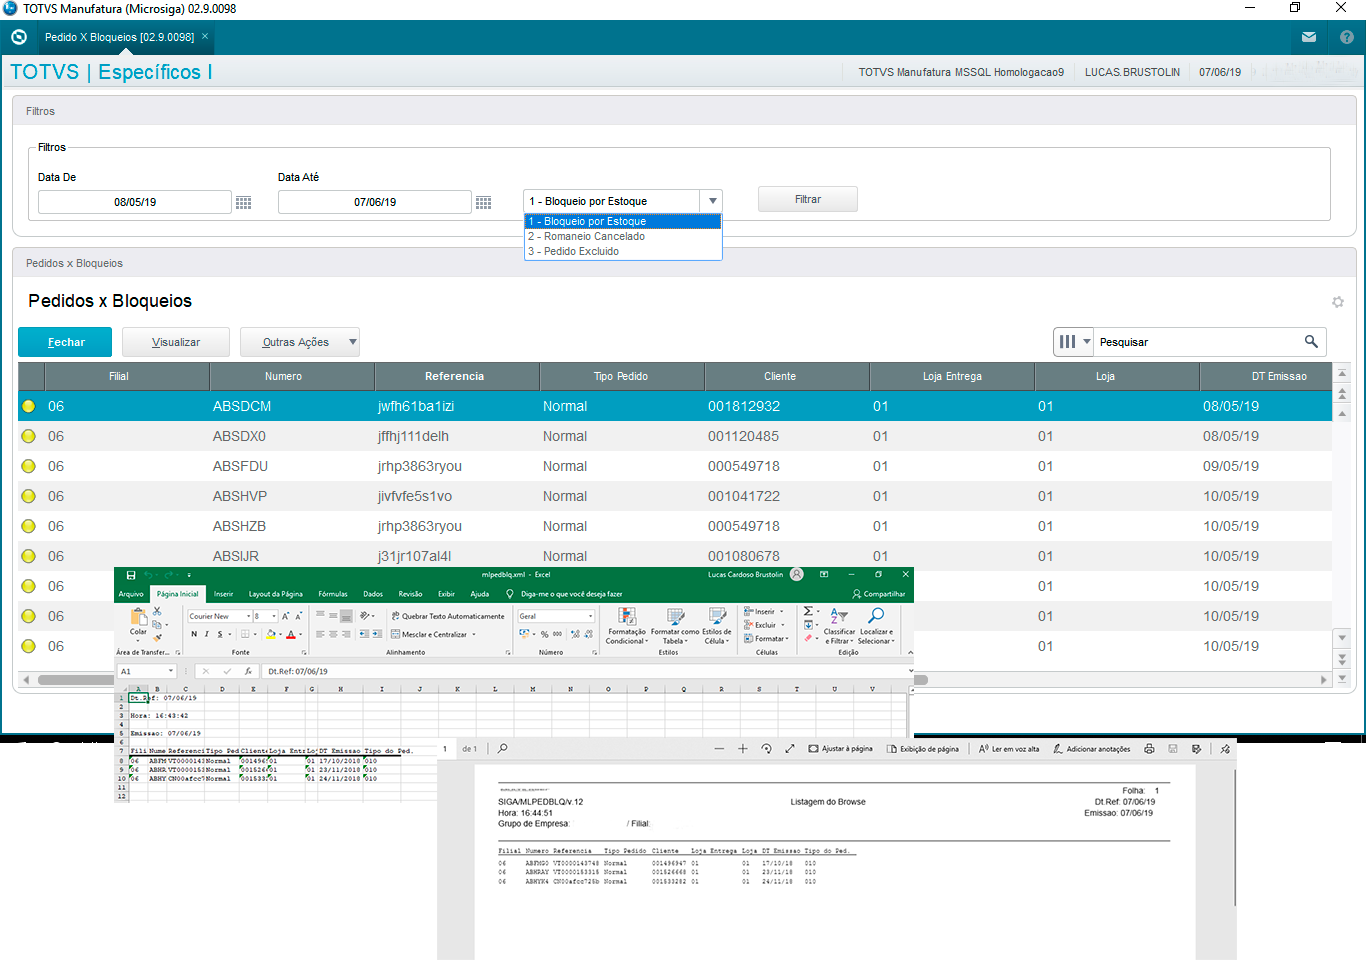 TOTVS Manufatura (Microsiga) 02.9.0098
Pedido X Bloqueios [02.9.0098] ×
TOTVS | Específicos I
TOTVS Manufatura MSSQL Homologacao9 LUCAS.BRUSTOLIN 07/06/19
Filtros
Filtros
Data De Data Até
08/05/19 07/06/19 1 - Bloqueio por Estoque Filtrar
1 - Bloqueio por Estoque
2 - Romaneio Cancelado
3 - Pedido Excluido
Pedidos x Bloqueios
Pedidos x Bloqueios
Fechar Visualizar Outras Ações Pesquisar
Filial Numero Referencia Tipo Pedido Cliente Loja Entrega Loja DT Emissao
06 ABSDCM jwfh61ba1izi Normal 001812932 01 01 08/05/19
06 ABSDX0 jffhj111delh Normal 001120485 01 01 08/05/19
06 ABSFDU jrhp3863ryou Normal 000549718 01 01 09/05/19
06 ABSHVP jivfvfe5s1vo Normal 001041722 01 01 10/05/19
06 ABSHZB jrhp3863ryou Normal 000549718 01 01 10/05/19
06 ABSIJR j31jr107al4l Normal 001080678 01 01 10/05/19
06 01 10/05/19
06 01 10/05/19
06 01 10/05/19
mlpedblq.xml - Excel Lucas Cardoso Brustolin
Arquivo Página Inicial Inserir Layout da Página Fórmulas Dados Revisão Exibir Ajuda Diga-me o que você deseja fazer Compartilhar
Colar Courier New 8 A A Quebrar Texto Automaticamente Geral Formatação Condicional Formatar como Tabela Estilos de Célula Inserir Excluir Formatar Classificar e Filtrar Localizar e Selecionar
N I S A Mesclar e Centralizar % 000
Área de Transfer... Fonte Alinhamento Número Estilos Células Edição
A1 fx Dt.Ref: 07/06/19
A B C D E F G H I J K L M N O P Q R S T U V
1 Dt.Ref: 07/06/19
2
3 Hora: 16:43:42
4
5 Emissao: 07/06/19
6
7 Fili Nume Referenci Tipo Ped Client Loja Entr Loj DT Emissao Tipo do Ped.
8 06 ABFM VT0000143 Normal 001496 01 01 17/10/2018 010
9 06 ABHR VT0000153 Normal 001526 01 01 23/11/2018 010
10 06 ABHY CN00afcc7 Normal 001533 01 01 24/11/2018 010
11
12
1 de 1 Ajustar à página Exibição de página Ler em voz alta Adicionar anotações
Folha: 1
SIGA/MLPEDBLQ/v.12 Listagem do Browse Dt.Ref: 07/06/19
Hora: 16:44:51 Emissao: 07/06/19
Grupo de Empresa: / Filial:
Filial Numero Referencia Tipo Pedido Cliente Loja Entrega Loja DT Emissao Tipo do Ped.
06 ABFMG0 VT0000143748 Normal 001496947 01 01 17/10/18 010
06 ABHRAY VT0000153315 Normal 001526668 01 01 23/11/18 010
06 ABHYK4 CN00afcc725b Normal 001533282 01 01 24/11/18 010